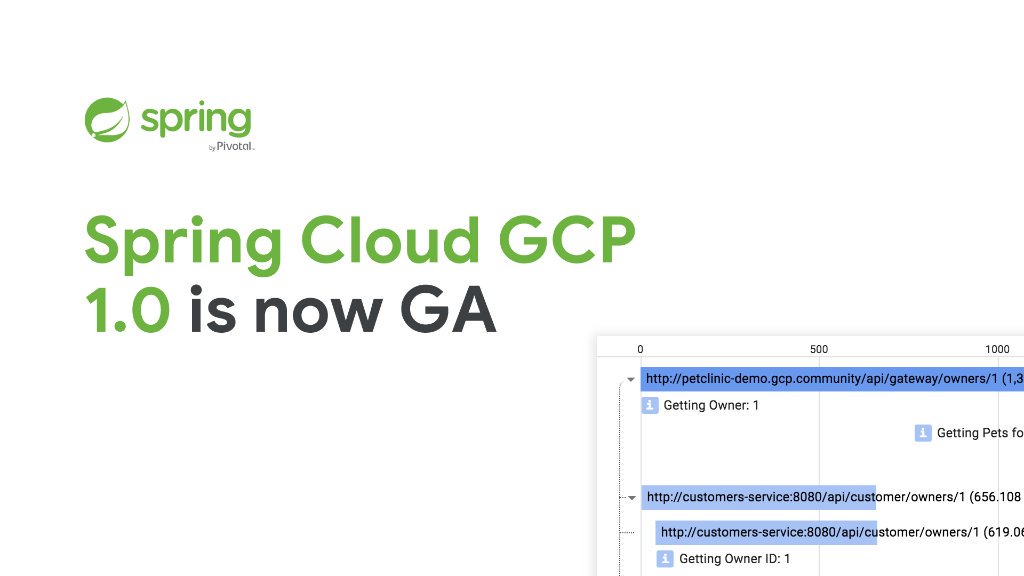 spring
by Pivotal™
Spring Cloud GCP
1.0 is now GA
0 500 1000
http://petclinic-demo.gcp.community/api/gateway/owners/1 (1,3
i Getting Owner: 1
i Getting Pets fo
http://customers-service:8080/api/customer/owners/1 (656.108
http://customers-service:8080/api/customer/owners/1 (619.06
i Getting Owner ID: 1